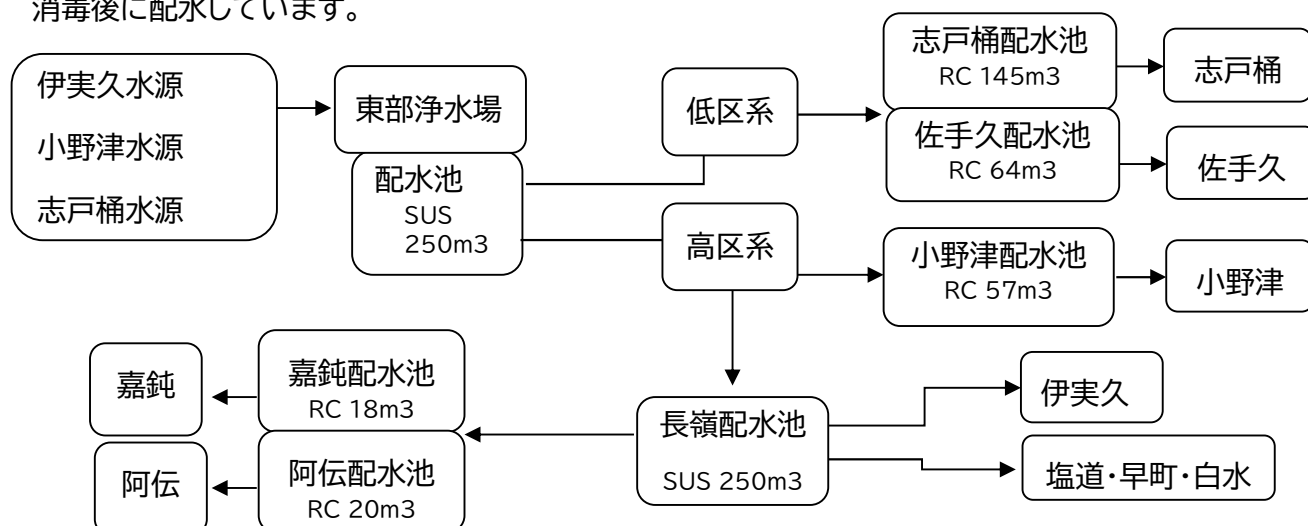 消毒後に配水しています。
伊実久水源
小野津水源
志戸桶水源
東部浄水場
配水池
SUS
250m3
低区系
高区系
志戸桶配水池
RC 145m3
志戸桶
佐手久配水池
RC 64m3
佐手久
小野津配水池
RC 57m3
小野津
嘉鈍
嘉鈍配水池
RC 18m3
阿伝
阿伝配水池
RC 20m3
長嶺配水池
SUS 250m3
伊実久
塩道・早町・白水